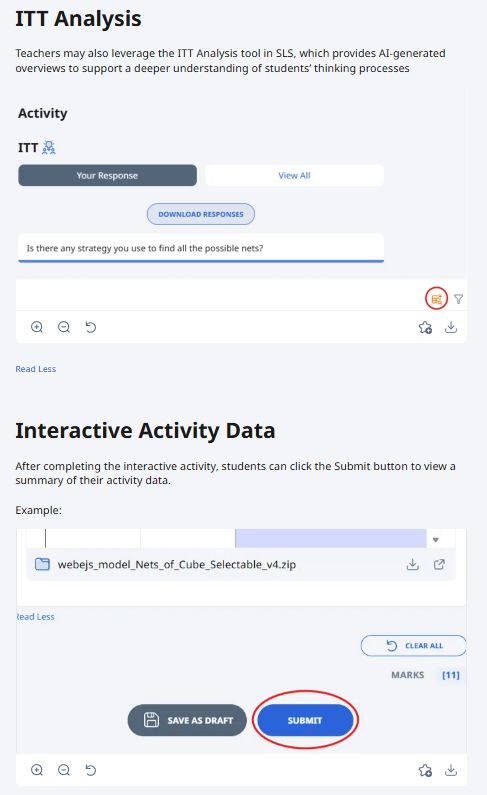 ITT Analysis
Teachers may also leverage the ITT Analysis tool in SLS, which provides AI-generated
overviews to support a deeper understanding of students’ thinking processes
Activity
ITT
Your Response
View All
DOWNLOAD RESPONSES
Is there any strategy you use to find all the possible nets?
Read Less
Interactive Activity Data
After completing the interactive activity, students can click the Submit button to view a
summary of their activity data.
Example:
webejs_model_Nets_of_Cube_Selectable_v4.zip
Read Less
CLEAR ALL
MARKS [11]
SAVE AS DRAFT
SUBMIT